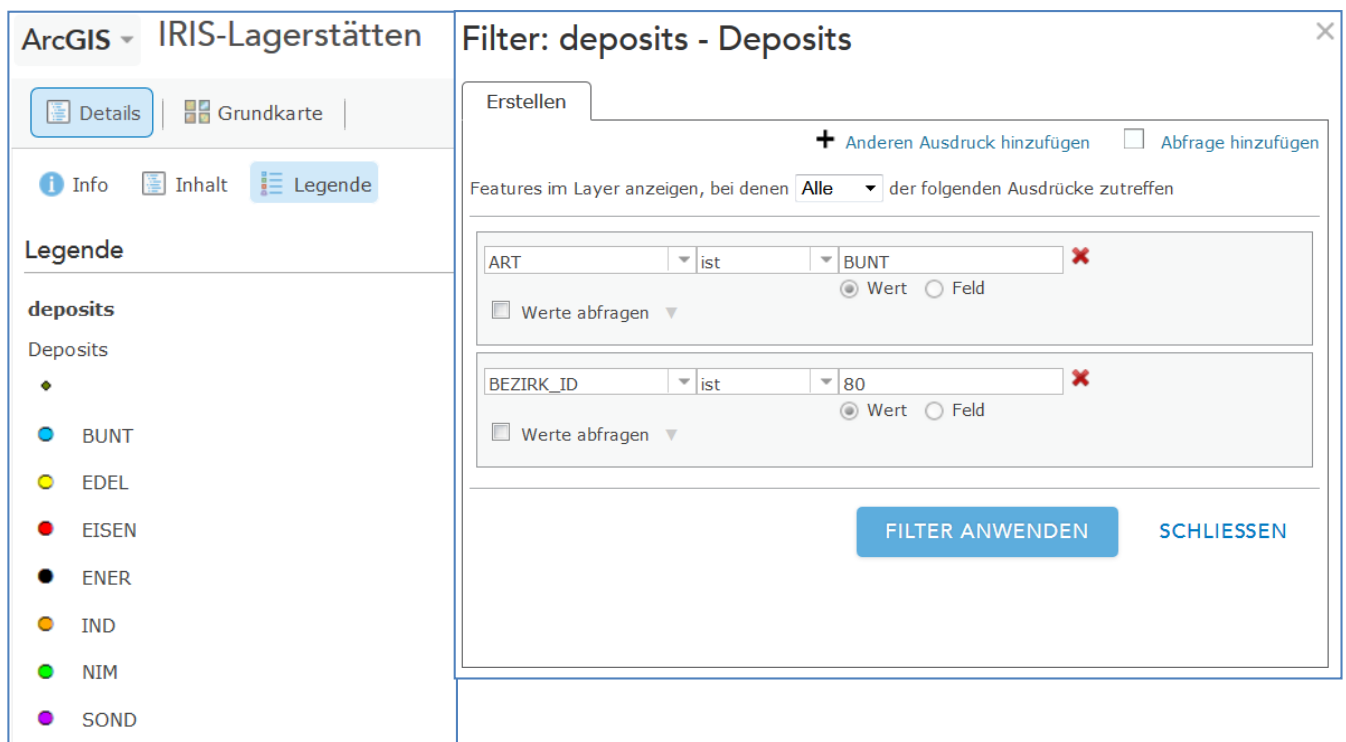 ArcGIS IRIS-Lagerstätten
Details Grundkarte
Info Inhalt Legende
Legende
deposits
Deposits
BUNT
EDEL
EISEN
ENER
IND
NIM
SOND
Filter: deposits - Deposits
Erstellen
+ Anderen Ausdruck hinzufügen Abfrage hinzufügen
Features im Layer anzeigen, bei denen Alle der folgenden Ausdrücke zutreffen
ART ist BUNT
Wert Feld
Werte abfragen
BEZIRK_ID ist 80
Wert Feld
Werte abfragen
FILTER ANWENDEN SCHLIESSEN